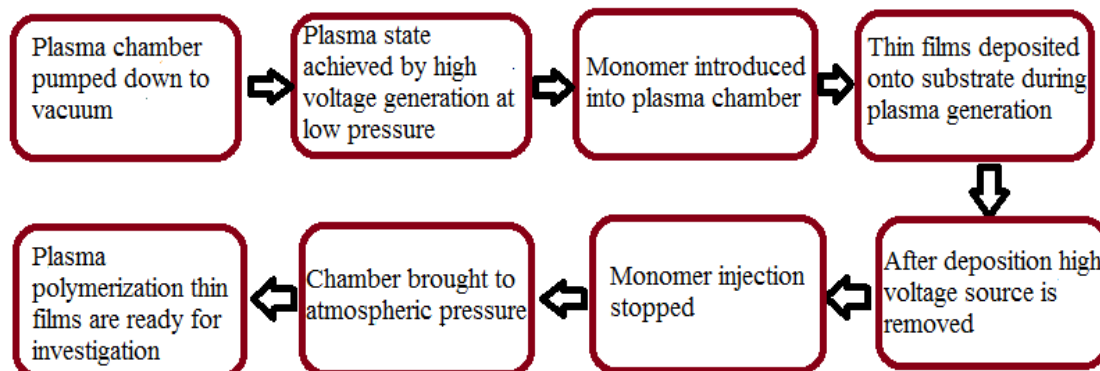 Plasma chamber
pumped down to
vacuum
Plasma state
achieved by high
voltage generation at
low pressure
Monomer introduced
into plasma chamber
Thin films deposited
onto substrate during
plasma generation
After deposition high
voltage source is
removed
Monomer injection
stopped
Chamber brought to
atmospheric pressure
Plasma
polymerization thin
films are ready for
investigation